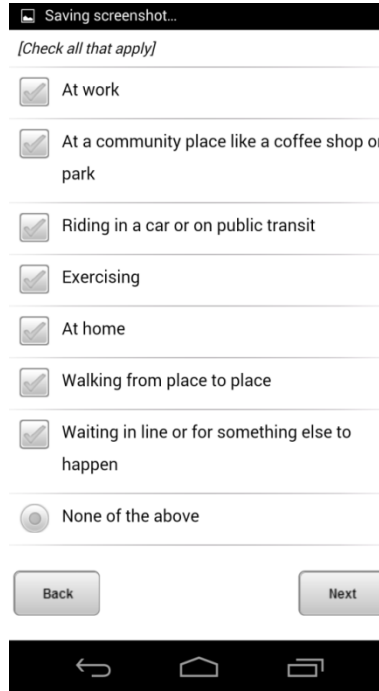 Saving screenshot...
[Check all that apply]
At work
At a community place like a coffee shop or
park
Riding in a car or on public transit
Exercising
At home
Walking from place to place
Waiting in line or for something else to
happen
None of the above
Back
Next